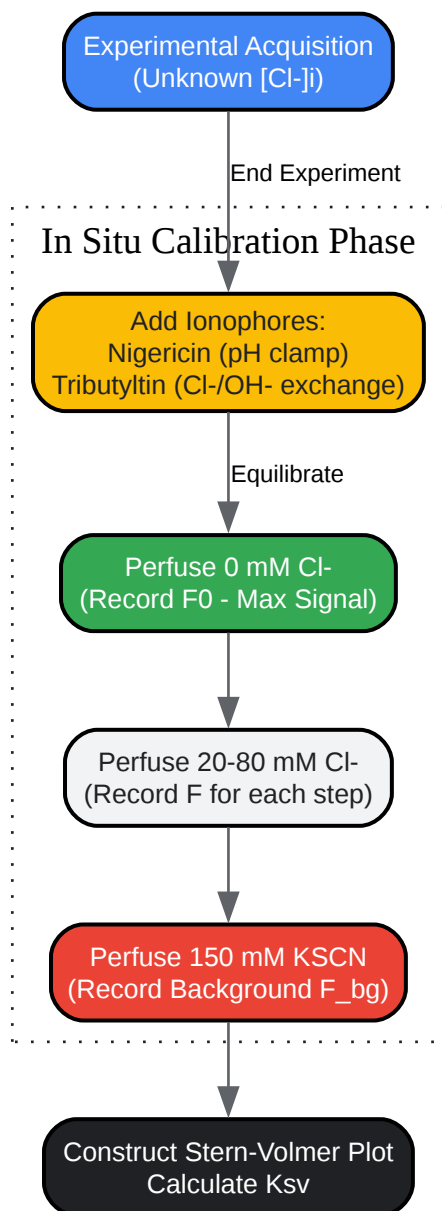 Experimental Acquisition
(Unknown [Cl-]i)
End Experiment
In Situ Calibration Phase
Add Ionophores:
Nigericin (pH clamp)
Tributyltin (Cl-/OH- exchange)
Equilibrate
Perfuse 0 mM Cl-
(Record F0 - Max Signal)
Perfuse 20-80 mM Cl-
(Record F for each step)
Perfuse 150 mM KSCN
(Record Background F_bg)
Construct Stern-Volmer Plot
Calculate Ksv